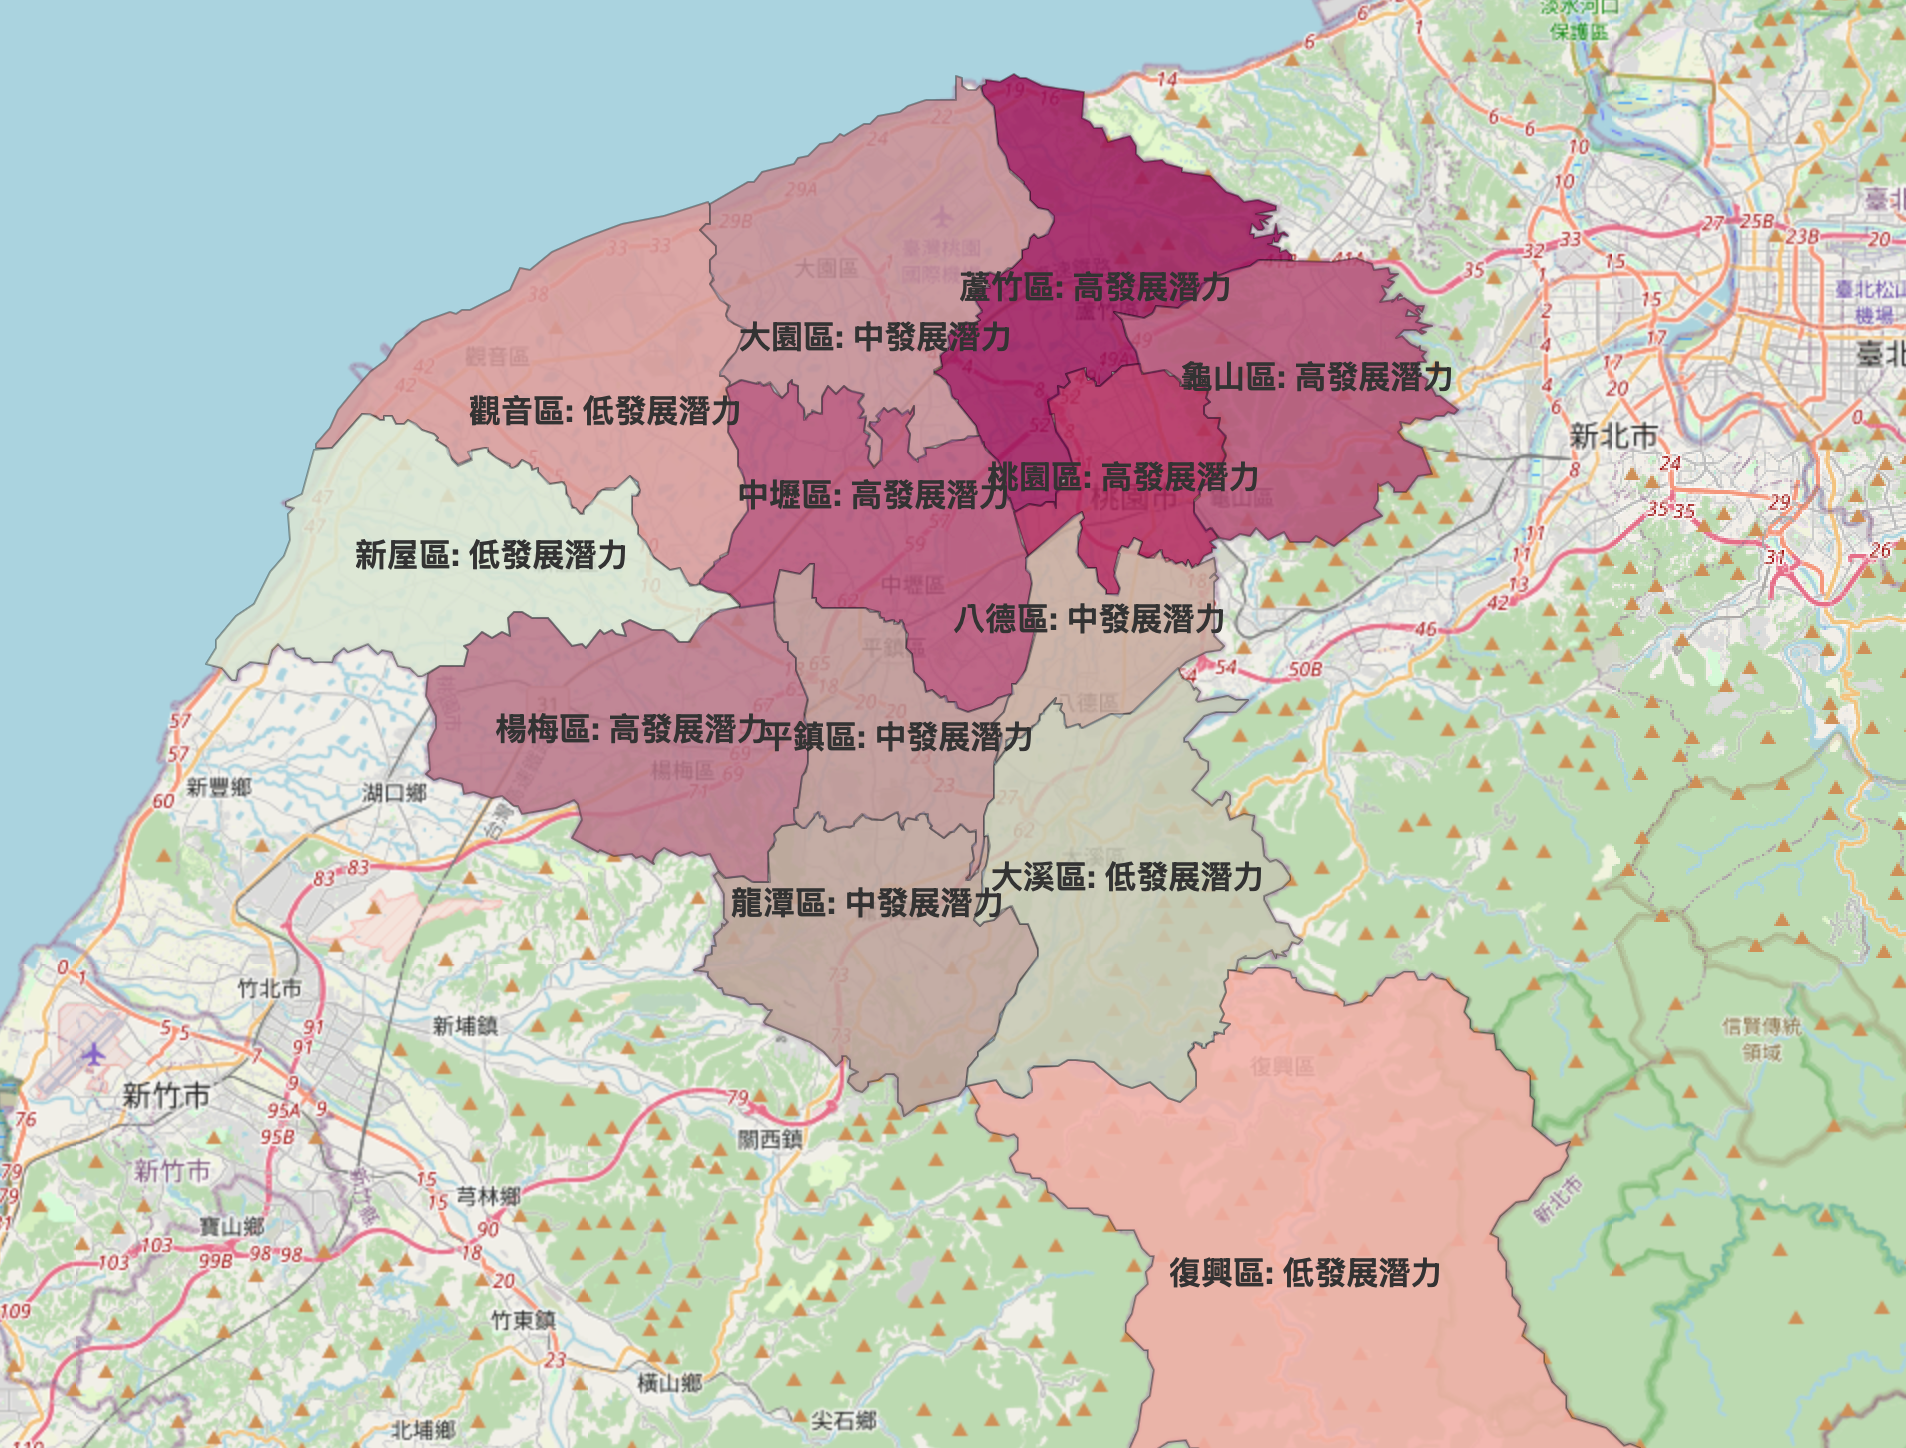 淡水河口
保護區
6
1
6
14
19
16
22
6
6
10
24
29A
10
臺北
29B
27
25B
33
23B
20
33
33
32
大園區
臺灣桃園
1
41A
35
1
15
蘆竹區: 高發展潛力
38
15
臺北松山
機場
2
大園區: 中發展潛力
49
4
17
臺北
觀音區
49A
17
42
4
龜山區: 高發展潛力
42
4
8
20
52
6
0
觀音區: 低發展潛力
52
8
新北市
5
24
8
桃園區: 高發展潛力
中壢區: 高發展潛力
桃園市
龜山區
47
29
35
35
47
57
11
59
26
新屋區: 低發展潛力
11
31
10
中壢區
18
13
62
42
八德區: 中發展潛力
46
平鎮區
65
54
50B
18
八德區
31
67
20
20
57
楊梅區: 高發展潛力
平鎮區: 中發展潛力
57
69
楊梅區
69
23
新豐鄉
湖口鄉
71
23
27
60
62
83
83
大溪區: 低發展潛力
龍潭區: 中發展潛力
0
1
73
竹北市
新埔鎮
91
5
5
信賢傳統
領域
73
91
7
復興區
9
新竹市
79
95A
9
76
95B
關西鎮
新竹市
79
15
新北市
79
15
芎林鄉
寶山鄉
90
103
103
98
98
18
99B
復興區: 低發展潛力
20
109
竹東鎮
23
橫山鄉
尖石鄉
北埔鄉
110